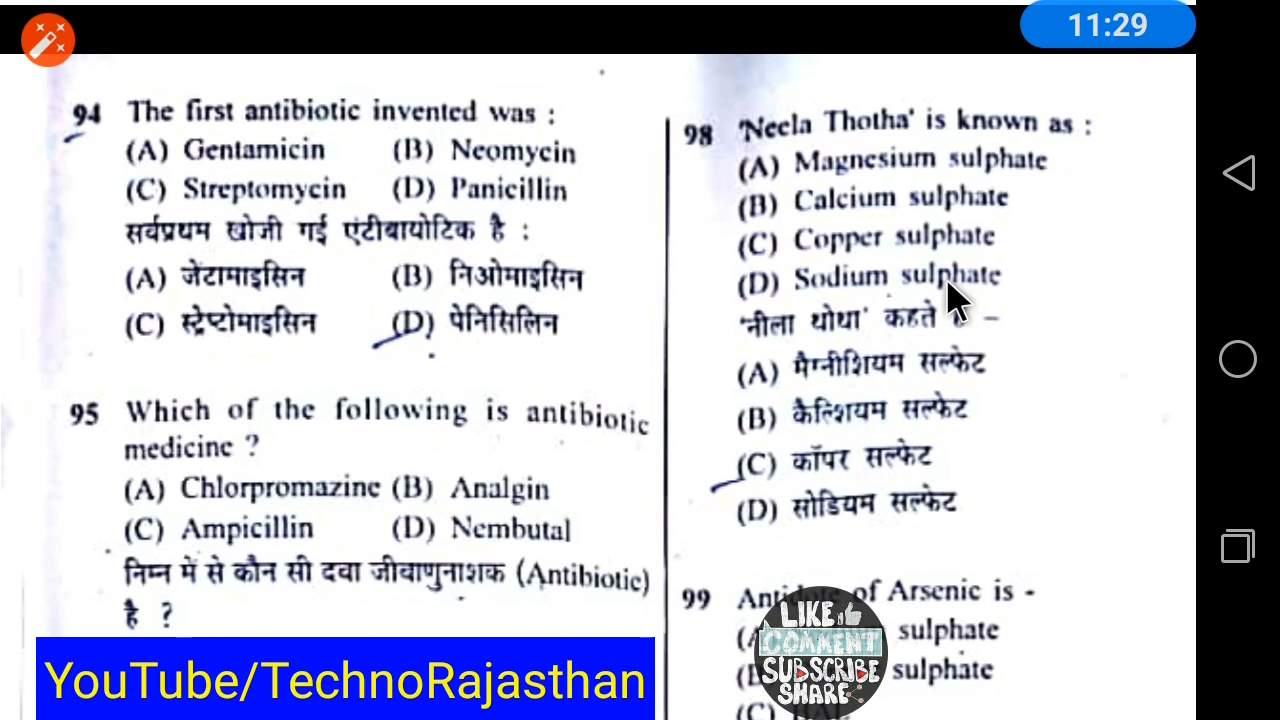 11:29
94 The first antibiotic invented was :
(A) Gentamicin (B) Neomycin
(C) Streptomycin (D) Panicillin
सर्वप्रथम खोजी गई एंटीबायोटिक है :
(A) जेंटामाइसिन (B) निओमाइसिन
(C) स्ट्रेप्टोमाइसिन (D) पेनिसिलिन
95 Which of the following is antibiotic
medicine ?
(A) Chlorpromazine (B) Analgin
(C) Ampicillin (D) Nembutal
निम्न में से कौन सी दवा जीवाणुनाशक (Antibiotic)
है ?
98 'Neela Thotha' is known as :
(A) Magnesium sulphate
(B) Calcium sulphate
(C) Copper sulphate
(D) Sodium sulphate
'नीला थोथा' कहते –
(A) मैग्नीशियम सल्फेट
(B) कैल्शियम सल्फेट
(C) कॉपर सल्फेट
(D) सोडियम सल्फेट
99 Antidote of Arsenic is -
sulphate
sulphate
(C)
YouTube/TechnoRajasthan
LIKE
COMMENT
SUBSCRIBE
SHARE